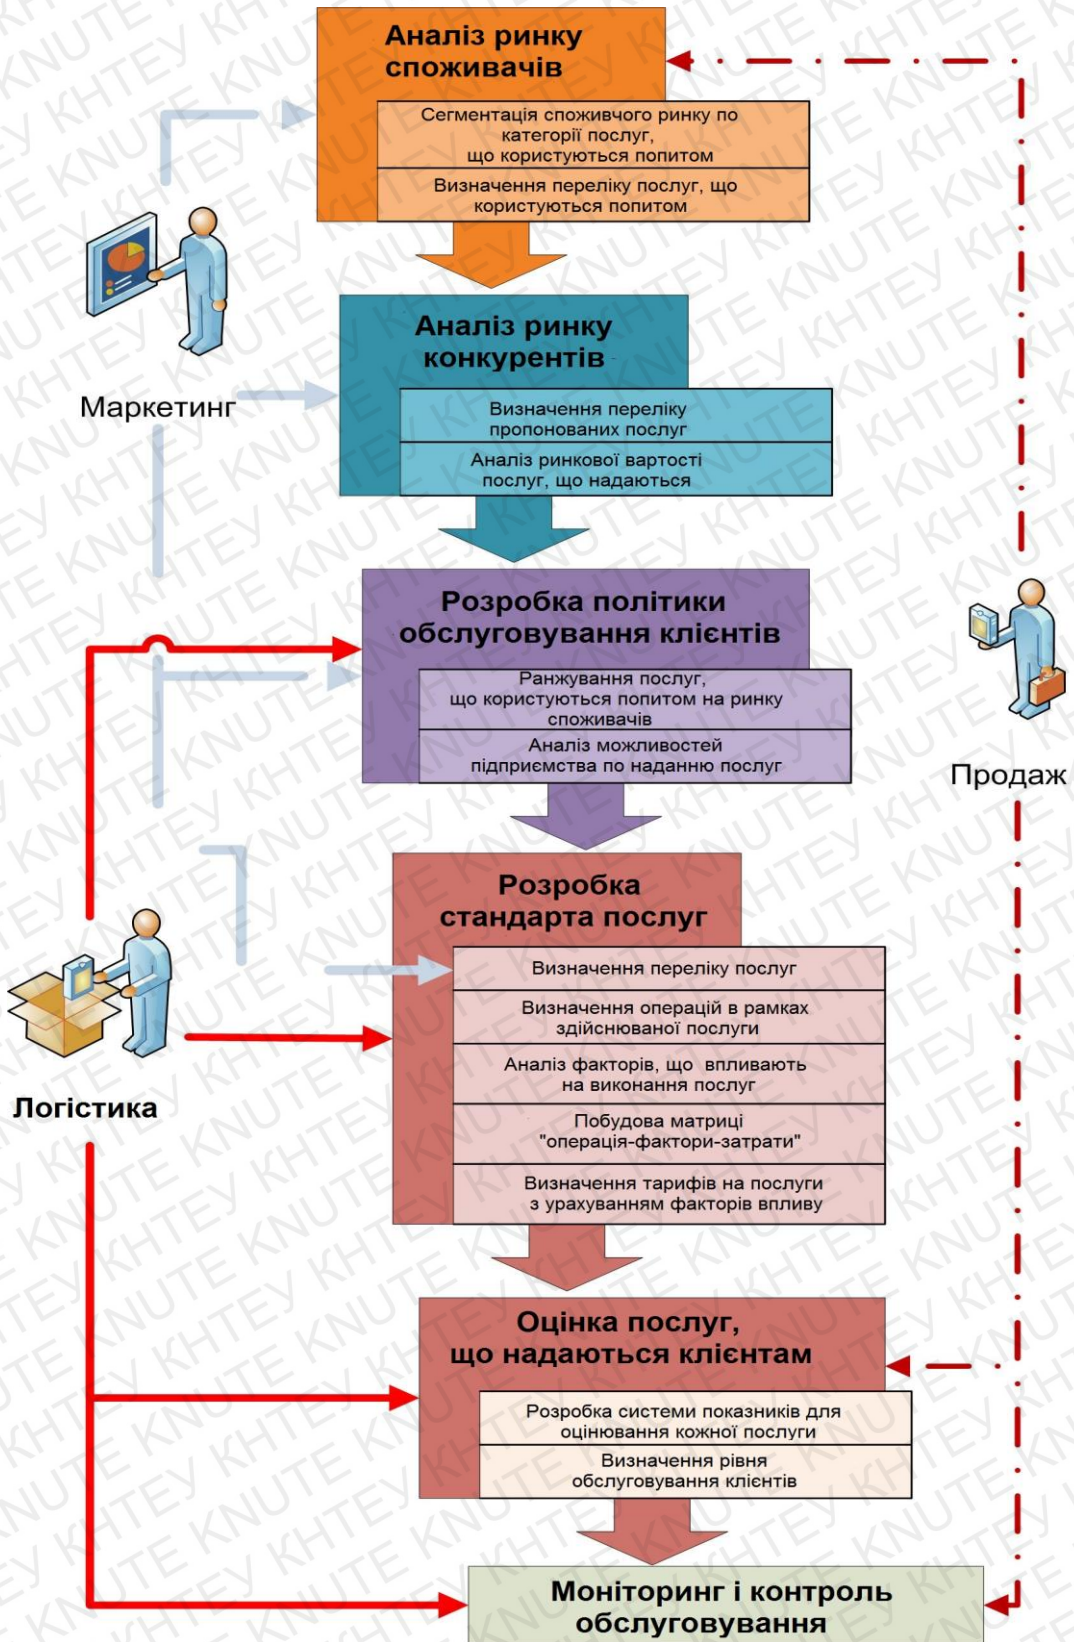 Аналіз ринку
споживачів
Сегментація споживчого ринку по
категорії послуг,
що користуються попитом
Визначення переліку послуг, що
користуються попитом
Аналіз ринку
конкурентів
Маркетинг
Визначення переліку
пропонованих послуг
Аналіз ринкової вартості
послуг, що надаються
Розробка політики
обслуговування клієнтів
Ранжування послуг,
що користуються попитом на ринку
споживачів
Аналіз можливостей
підприємства по наданню послуг
Продаж
Розробка
стандарта послуг
Визначення переліку послуг
Визначення операцій в рамках
здійснюваної послуги
Аналіз факторів, що впливають
на виконання послуг
Логістика
Побудова матриці
"операція-фактори-затрати"
Визначення тарифів на послуги
з урахуванням факторів впливу
Оцінка послуг,
що надаються клієнтам
Розробка системи показників для
оцінювання кожної послуги
Визначення рівня
обслуговування клієнтів
Моніторинг і контроль
обслуговування